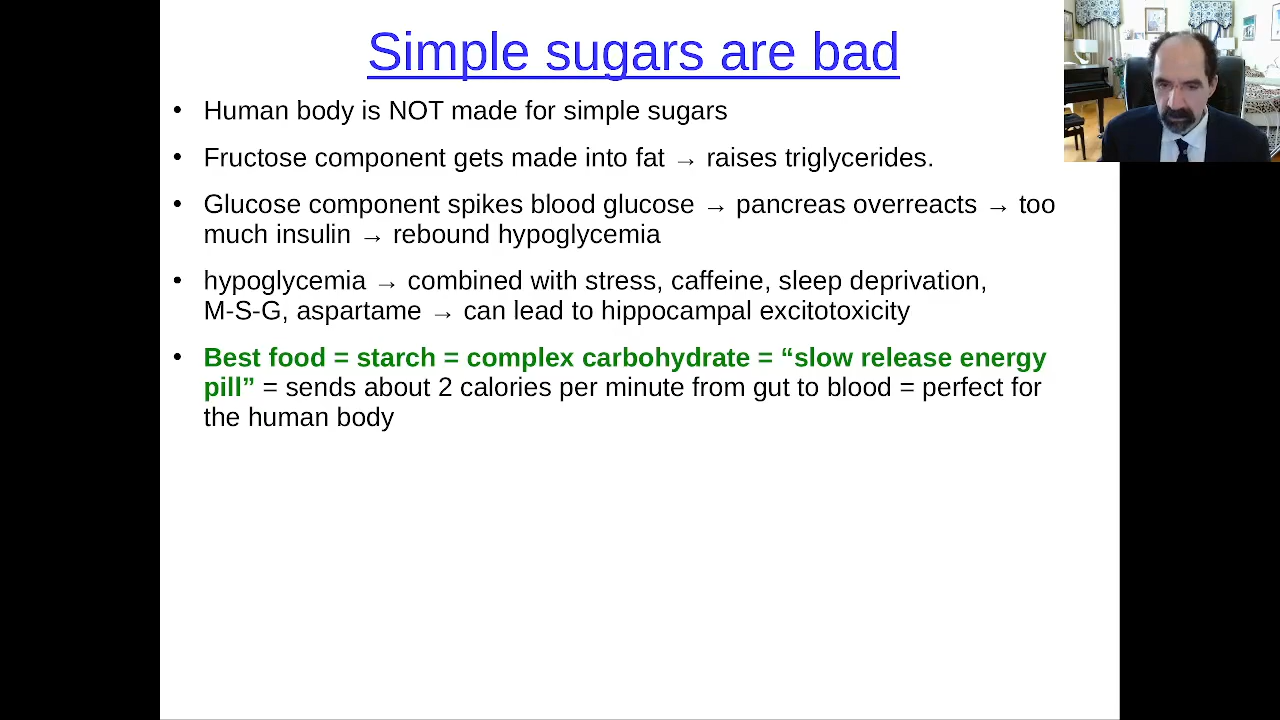 Simple sugars are bad
• Human body is NOT made for simple sugars
• Fructose component gets made into fat → raises triglycerides.
• Glucose component spikes blood glucose → pancreas overreacts → too
much insulin → rebound hypoglycemia
• hypoglycemia → combined with stress, caffeine, sleep deprivation,
M-S-G, aspartame → can lead to hippocampal excitotoxicity
• Best food = starch = complex carbohydrate = “slow release energy
pill” = sends about 2 calories per minute from gut to blood = perfect for
the human body